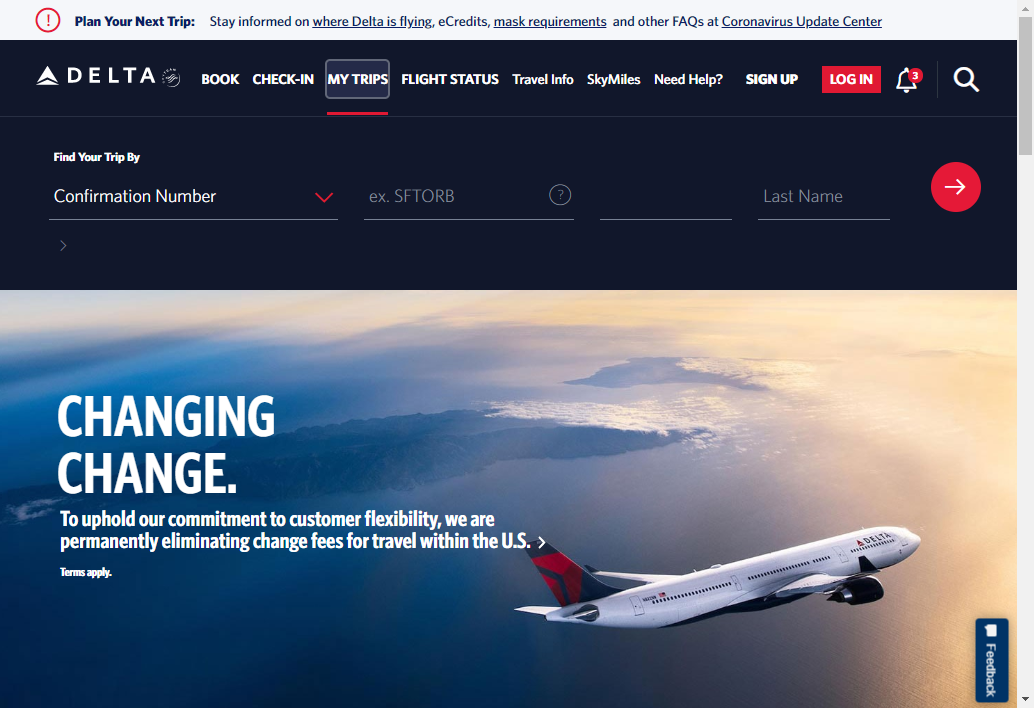 Plan Your Next Trip: Stay informed on where Delta is flying, eCredits, mask requirements and other FAQs at Coronavirus Update Center
DELTA BOOK CHECK-IN MY TRIPS FLIGHT STATUS Travel Info SkyMiles Need Help? SIGN UP LOG IN 3
Find Your Trip By
Confirmation Number ex. SFTORB ? Last Name
CHANGING
CHANGE.
To uphold our commitment to customer flexibility, we are
permanently eliminating change fees for travel within the U.S.
Terms apply.
DELTA
Feedback